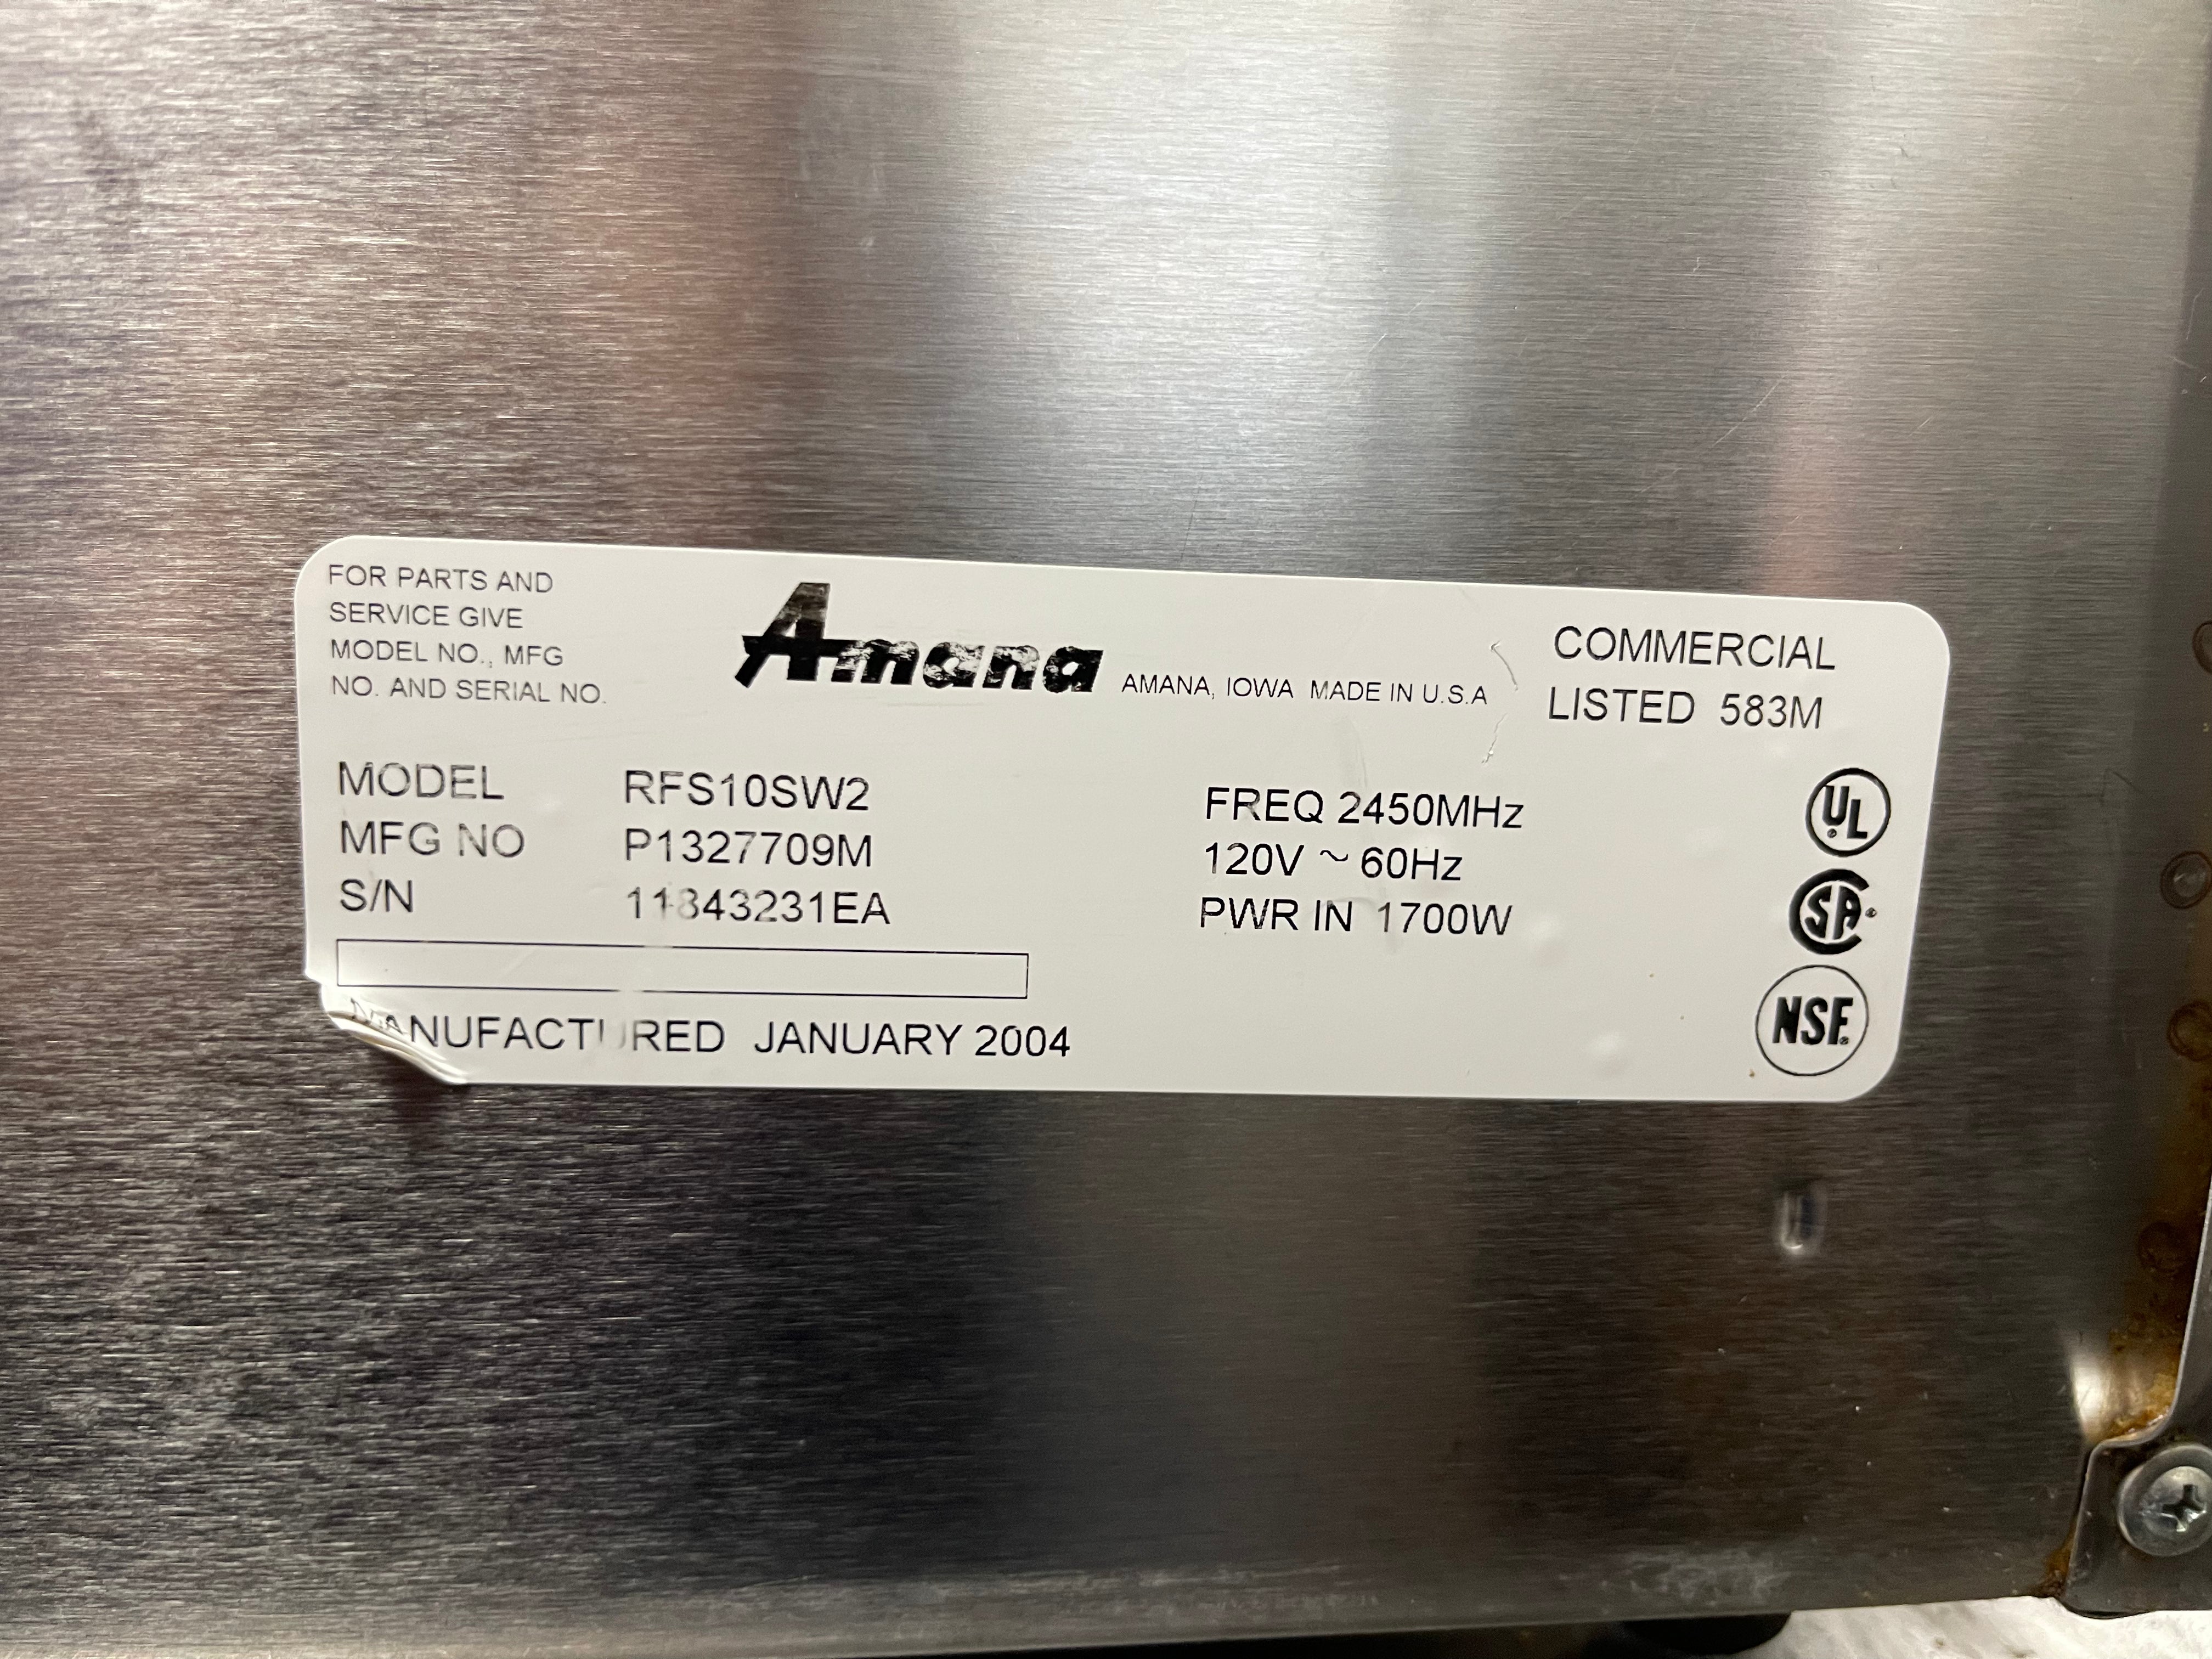 FOR PARTS AND
SERVICE GIVE
MODEL NO., MFG
NO. AND SERIAL NO.
Amana AMANA, IOWA MADE IN U.S.A
COMMERCIAL
LISTED 583M
MODEL RFS10SW2
MFG NO P1327709M
S/N 11843231EA
FREQ 2450MHz
120V ~ 60Hz
PWR IN 1700W
MANUFACTURED JANUARY 2004
UL
SA
NSF